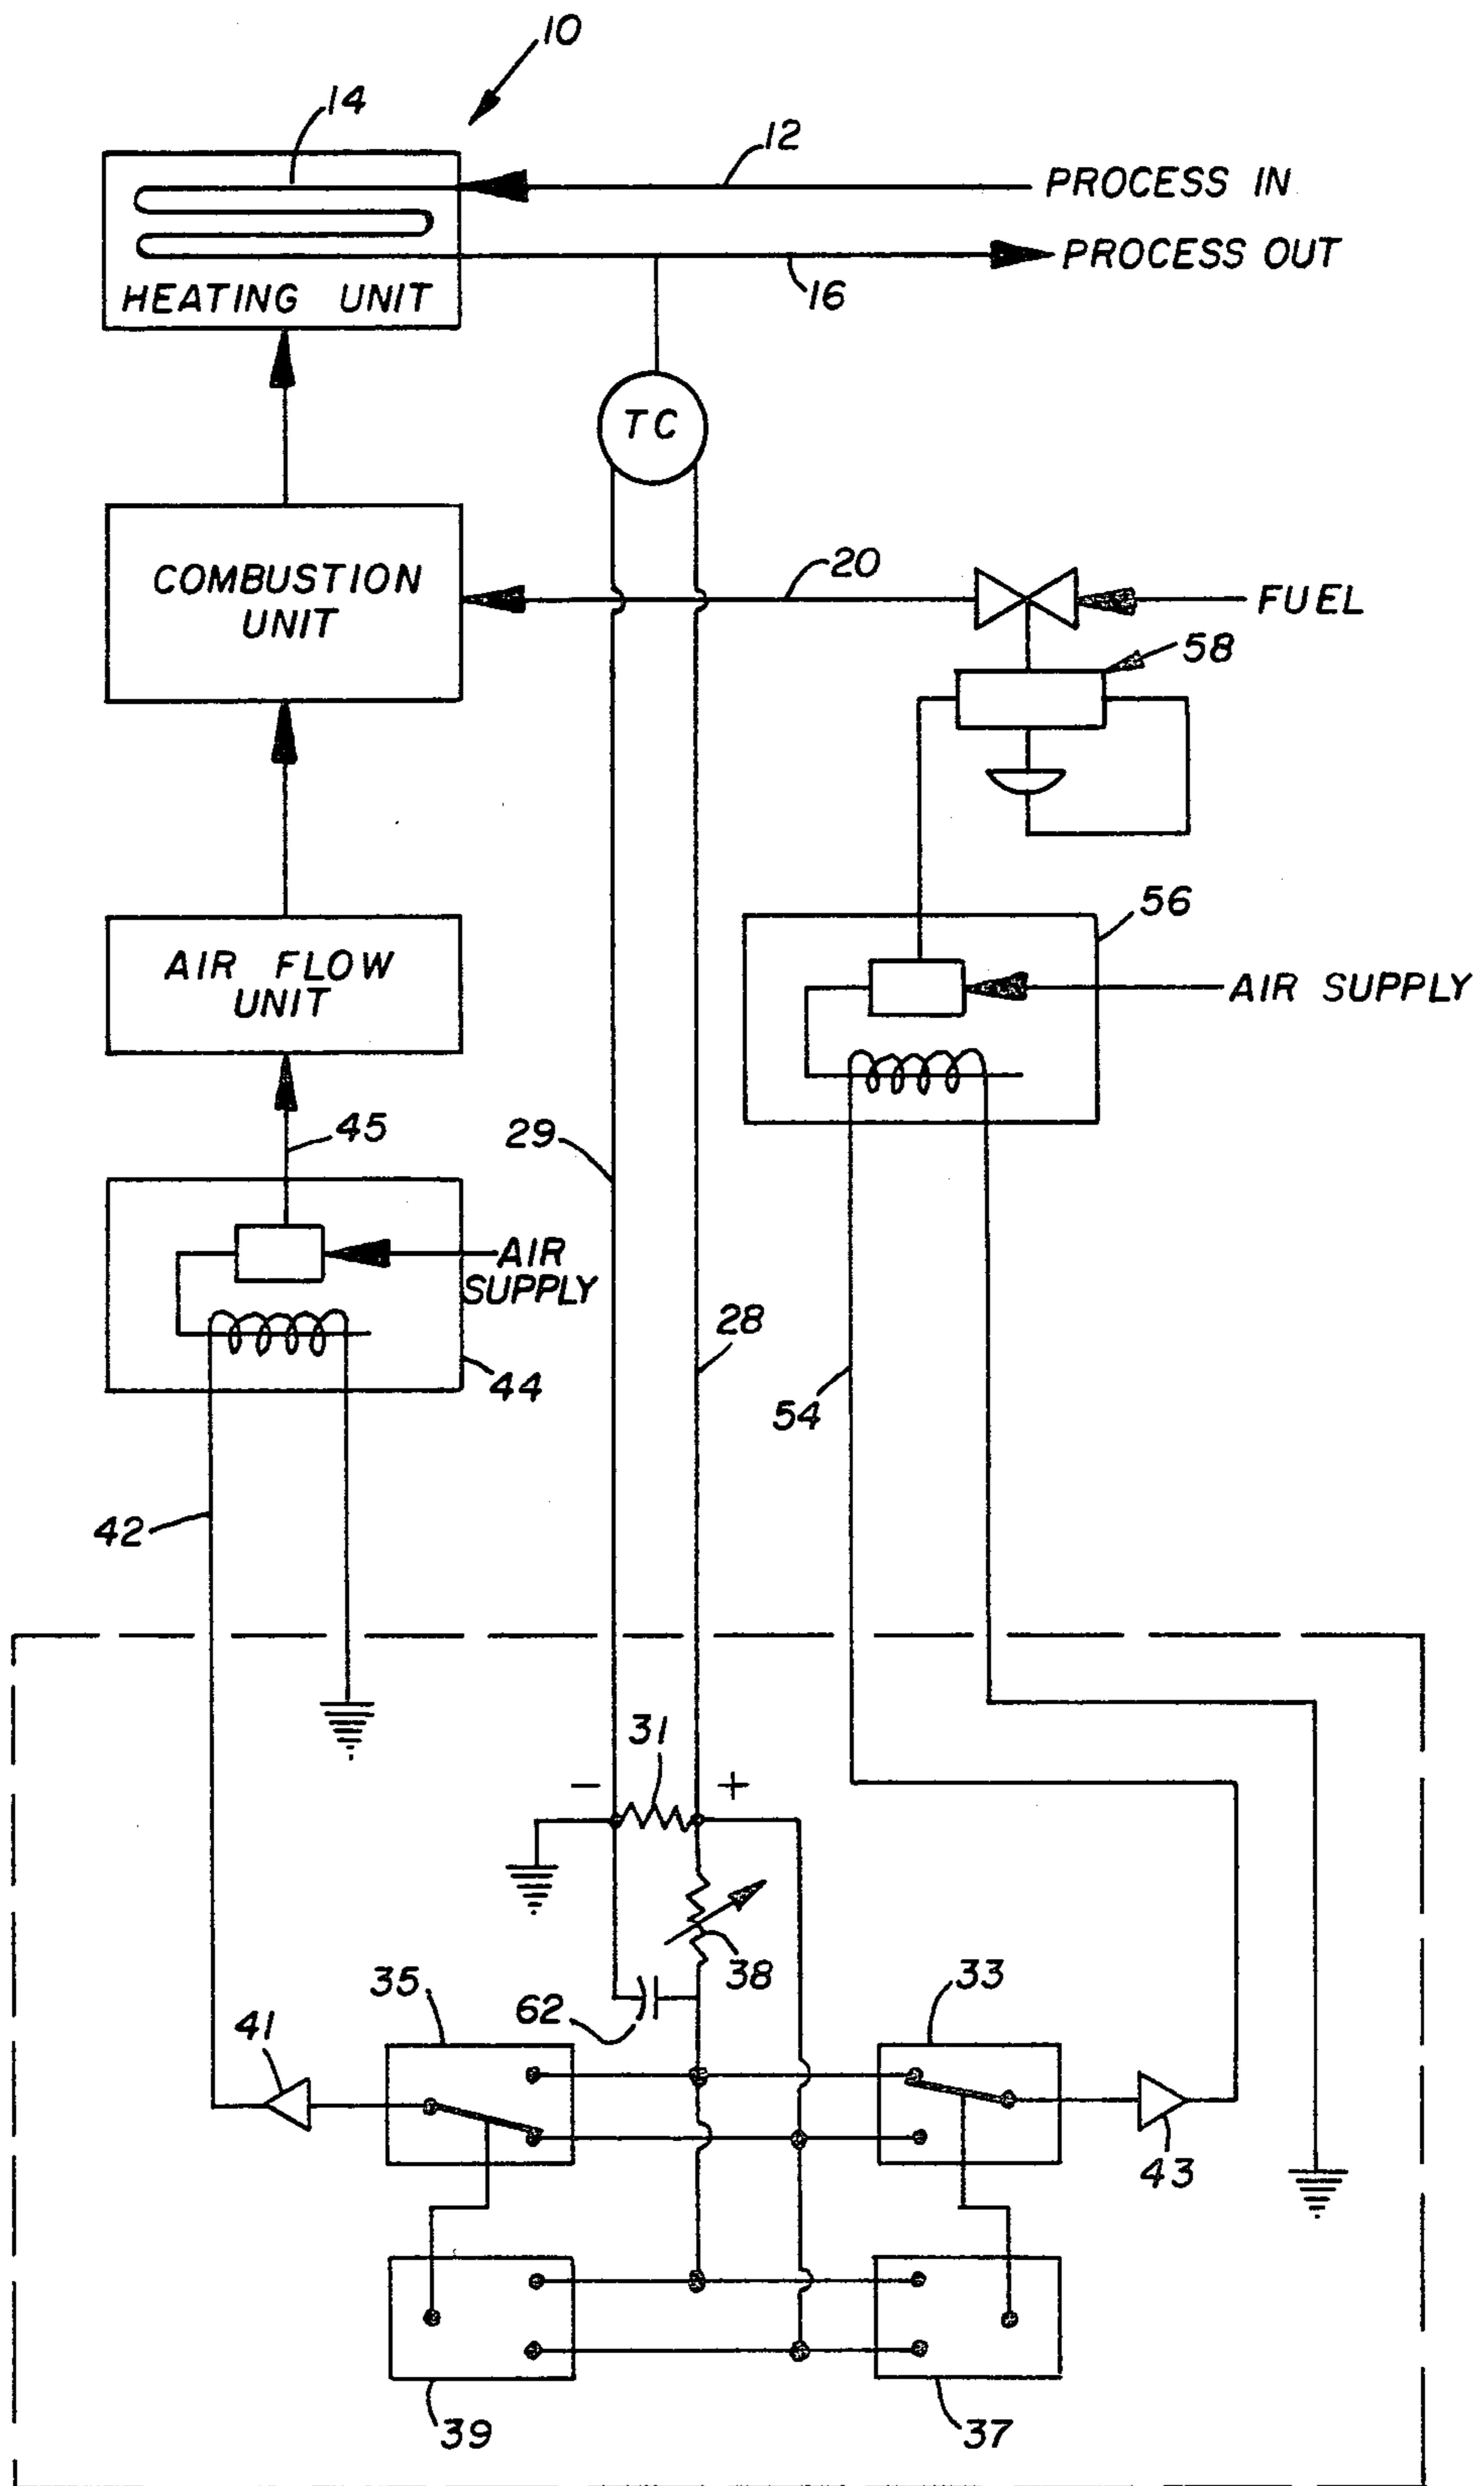 10
14
12
PROCESS IN
PROCESS OUT
16
HEATING UNIT
TC
20
COMBUSTION
UNIT
FUEL
58
56
AIR FLOW
UNIT
AIR SUPPLY
45
29
AIR
SUPPLY
28
44
54
42
31
- +
38
35
33
62
41
43
39
37